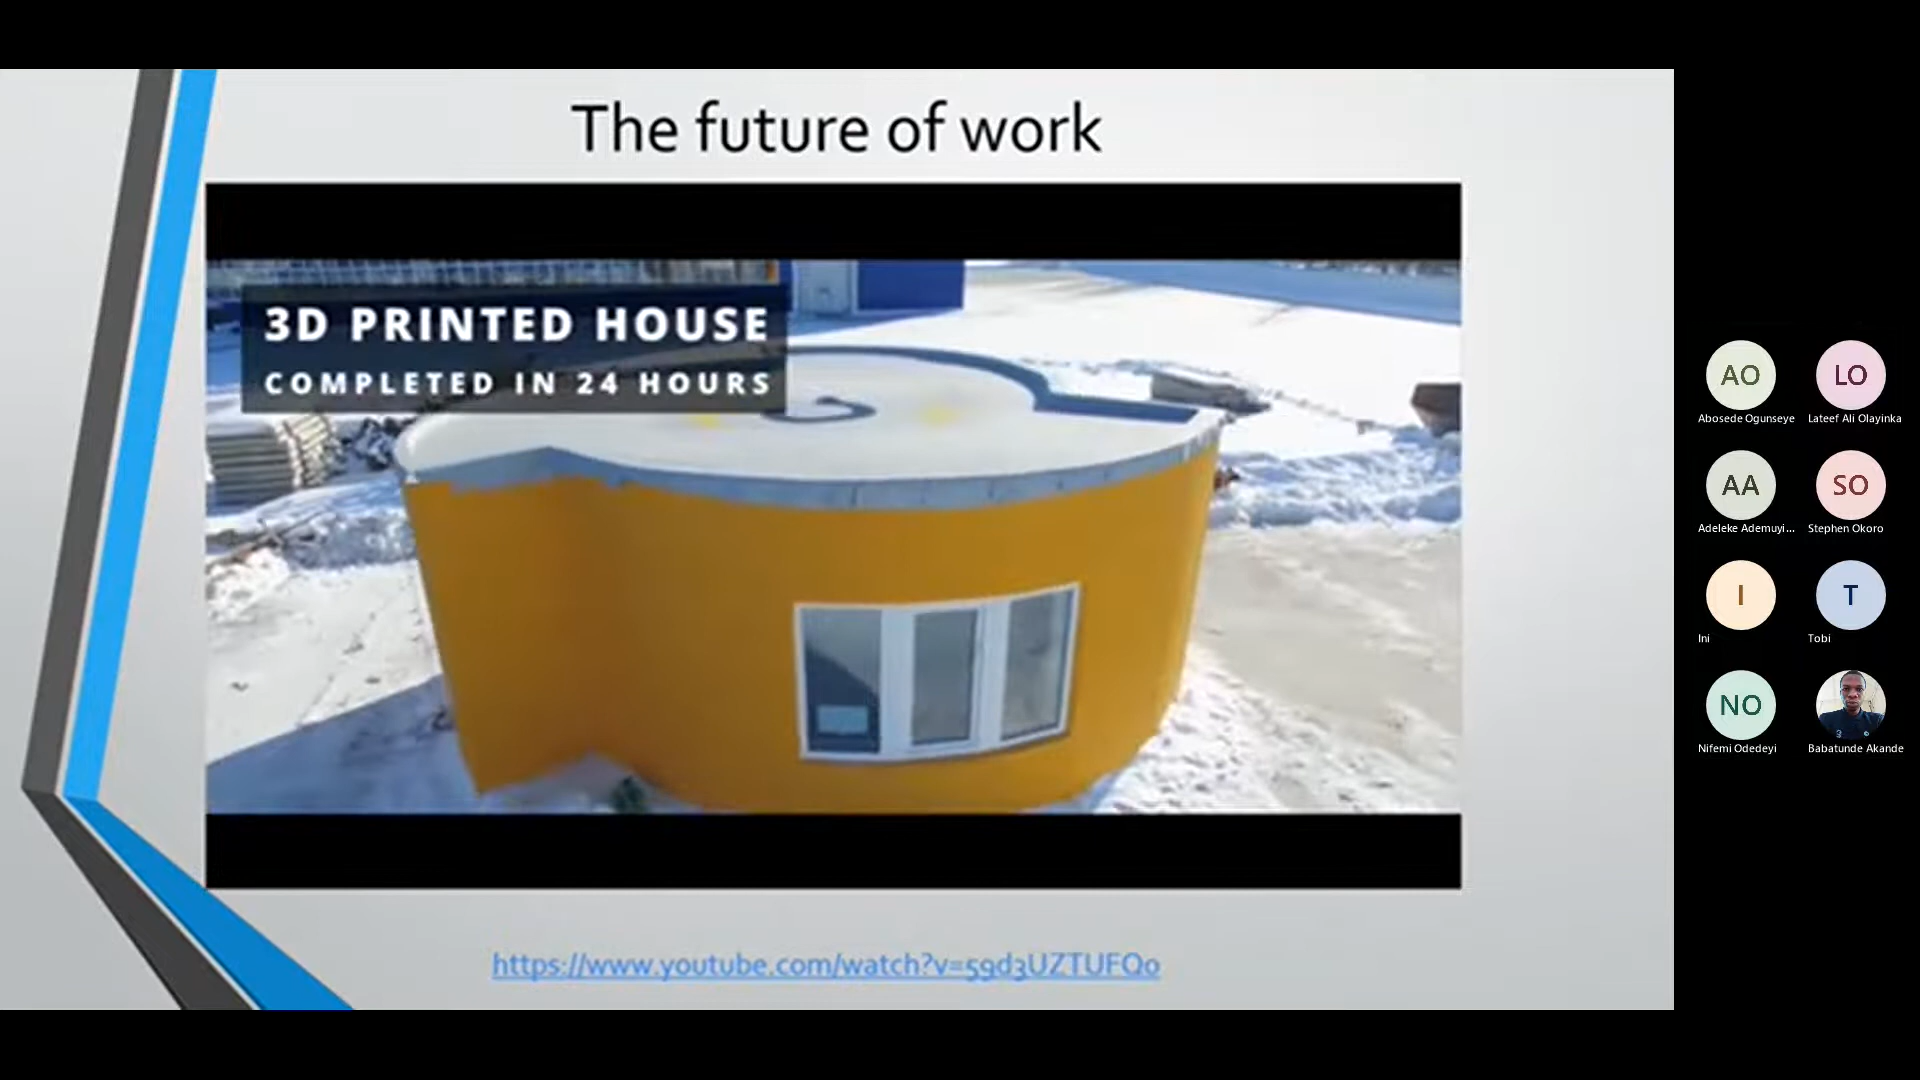 The future of work
3D PRINTED HOUSE
COMPLETED IN 24 HOURS
https://www.youtube.com/watch?v=59d3UZTUFQ0
AO
LO
Abosede Ogunseye
Lateef Ali Olayinka
AA
SO
Adeleke Ademuyi...
Stephen Okoro
I
T
Ini
Tobi
NO
Nifemi Odedeyi
Babatunde Akande